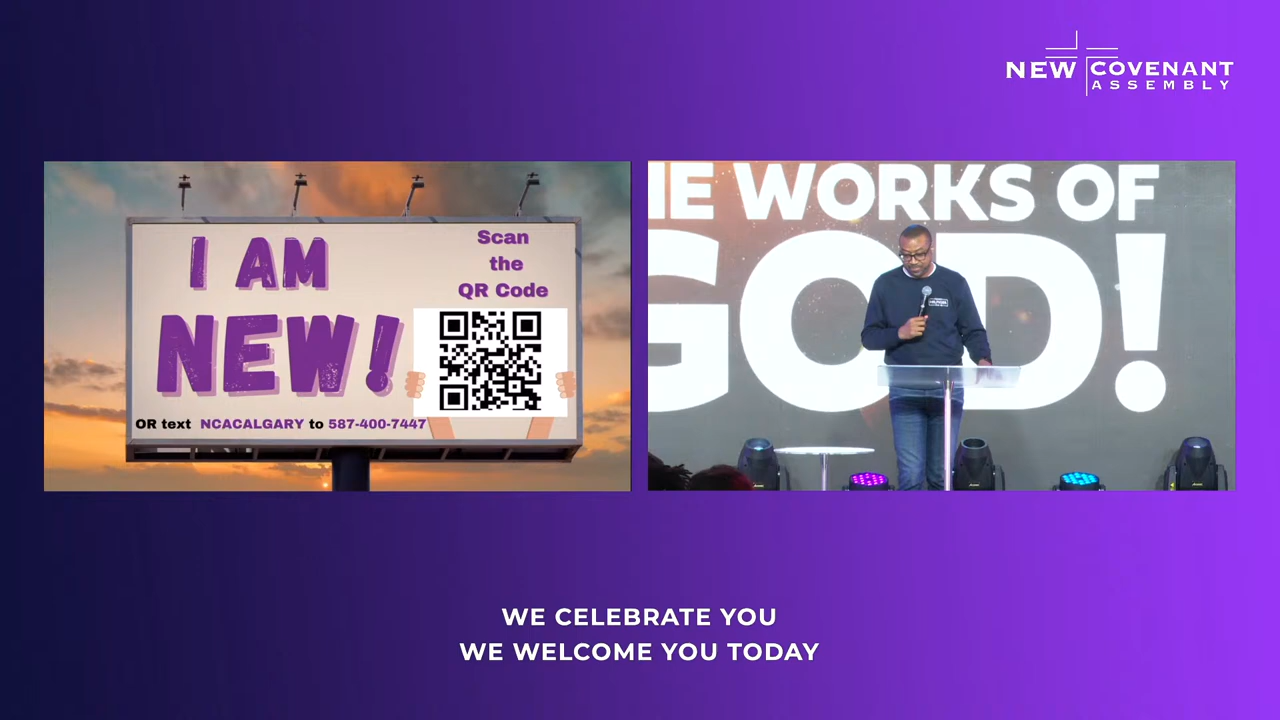 NEW COVENANT
ASSEMBLY
I AM
NEW!
Scan
the
QR Code
OR text NCACALGARY to 587-400-7447
HE WORKS OF
GOD!
WE CELEBRATE YOU
WE WELCOME YOU TODAY